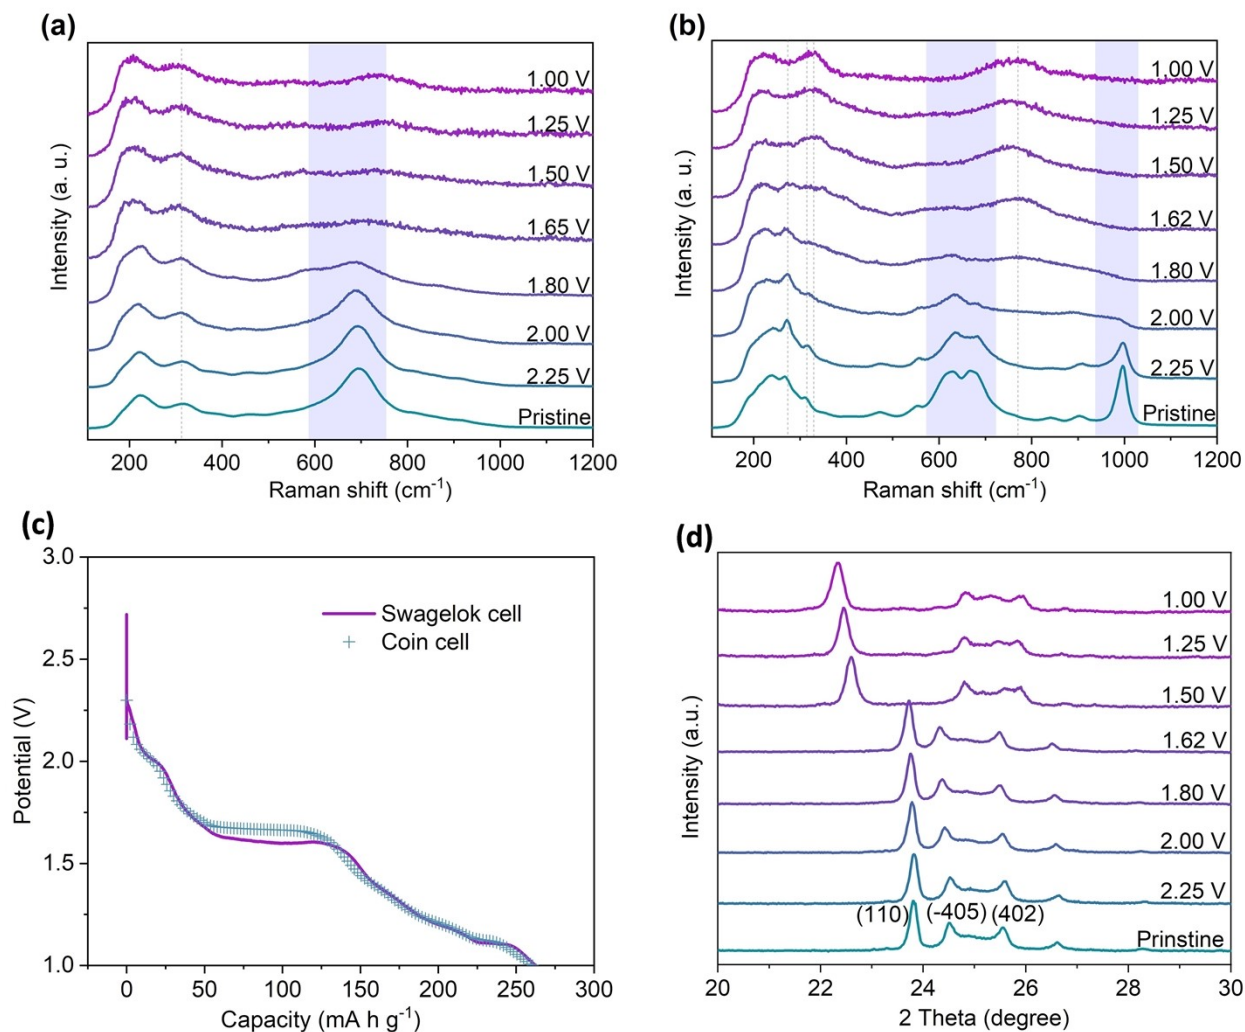 (a)
1.00 V
1.25 V
1.50 V
1.65 V
1.80 V
2.00 V
2.25 V
Pristine
Intensity (a. u.)
200 400 600 800 1000 1200
Raman shift (cm⁻¹)
(b)
1.00 V
1.25 V
1.50 V
1.62 V
1.80 V
2.00 V
2.25 V
Pristine
Intensity (a. u.)
200 400 600 800 1000 1200
Raman shift (cm⁻¹)
(c)
3.0
2.5
2.0
1.5
1.0
Potential (V)
Swagelok cell
Coin cell
0 50 100 150 200 250 300
Capacity (mA h g⁻¹)
(d)
1.00 V
1.25 V
1.50 V
1.62 V
1.80 V
2.00 V
2.25 V
(110) (-405) (402)
Prinstine
Intensity (a.u.)
20 22 24 26 28 30
2 Theta (degree)